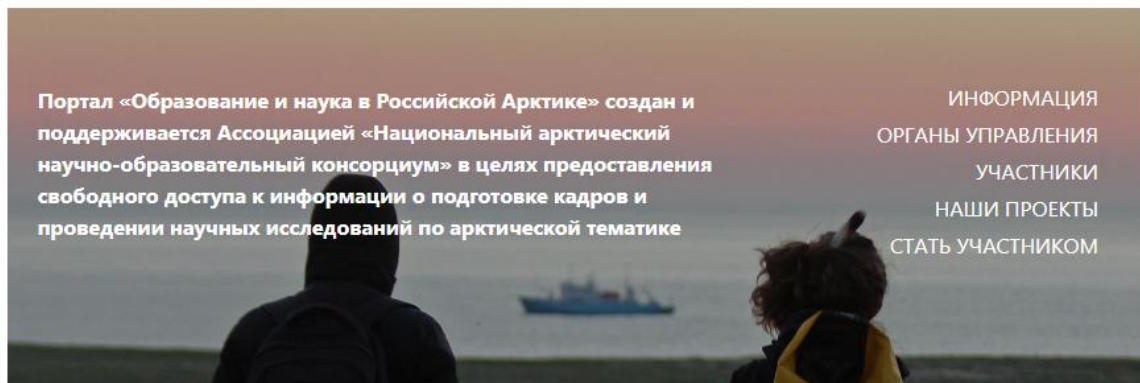 Портал «Образование и наука в Российской Арктике» создан и
поддерживается Ассоциацией «Национальный арктический
научно-образовательный консорциум» в целях предоставления
свободного доступа к информации о подготовке кадров и
проведении научных исследований по арктической тематике
ИНФОРМАЦИЯ
ОРГАНЫ УПРАВЛЕНИЯ
УЧАСТНИКИ
НАШИ ПРОЕКТЫ
СТАТЬ УЧАСТНИКОМ